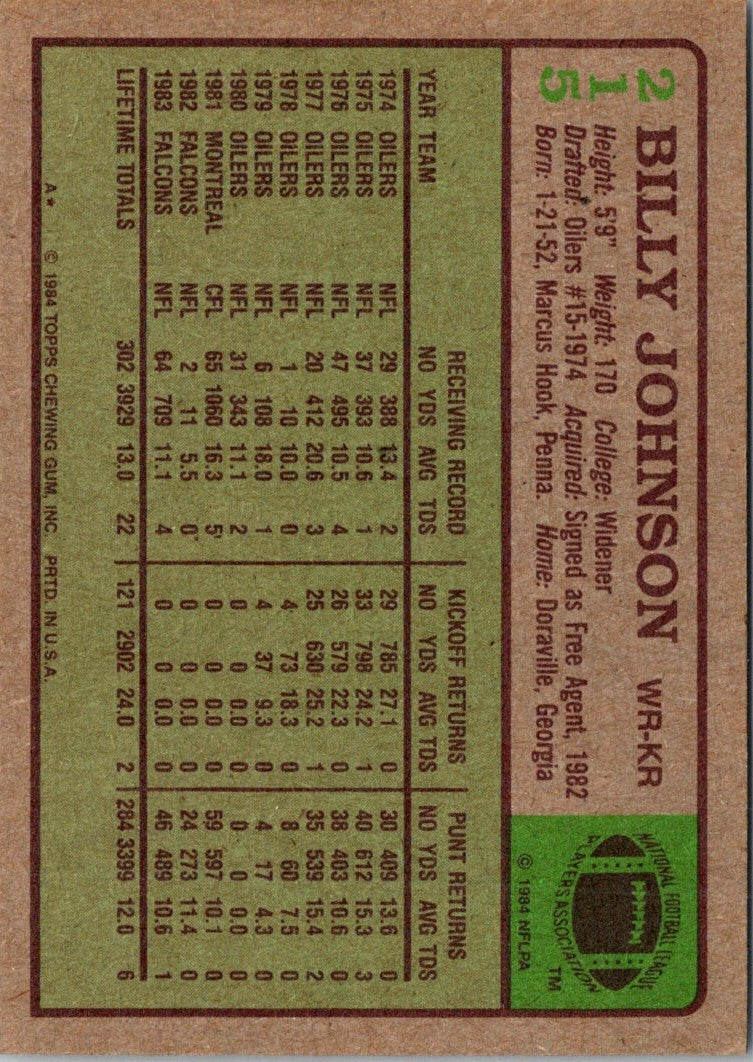 215
BILLY JOHNSON WR-KR
Height: 5'9" Weight: 170 College: Widener
Drafted: Oilers #15-1974 Acquired: Signed as Free Agent, 1982
Born: 1-21-52, Marcus Hook, Penna. Home: Doraville, Georgia
NATIONAL FOOTBALL LEAGUE
PLAYERS ASSOCIATION
TM
© 1984 NFLPA
RECEIVING RECORD KICKOFF RETURNS PUNT RETURNS
YEAR TEAM NO YDS AVG TDS NO YDS AVG TDS NO YDS AVG TDS
1974 OILERS NFL 29 388 13.4 2 29 785 27.1 0 30 409 13.6 0
1975 OILERS NFL 37 393 10.6 1 33 798 24.2 1 40 612 15.3 3
1976 OILERS NFL 47 495 10.5 4 26 579 22.3 0 38 403 10.6 0
1977 OILERS NFL 20 412 20.6 3 25 630 25.2 1 35 539 15.4 2
1978 OILERS NFL 1 10 10.0 0 4 73 18.3 0 8 60 7.5 0
1979 OILERS NFL 6 108 18.0 1 4 37 9.3 0 4 17 4.3 0
1980 OILERS NFL 31 343 11.1 2 0 0 0.0 0 0 0 0.0 0
1981 MONTREAL CFL 65 1060 16.3 5 0 0 0.0 0 59 597 10.1 0
1982 FALCONS NFL 2 11 5.5 0 0 0 0.0 0 24 273 11.4 0
1983 FALCONS NFL 64 709 11.1 4 0 0 0.0 0 46 489 10.6 1
LIFETIME TOTALS 302 3929 13.0 22 121 2902 24.0 2 284 3399 12.0 6
A* © 1984 TOPPS CHEWING GUM, INC. PRTD. IN U.S.A.